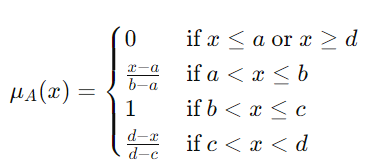 μ_A(x) = { 0 if x ≤ a or x ≥ d
(x−a)/(b−a) if a < x ≤ b
1 if b < x ≤ c
(d−x)/(d−c) if c < x < d